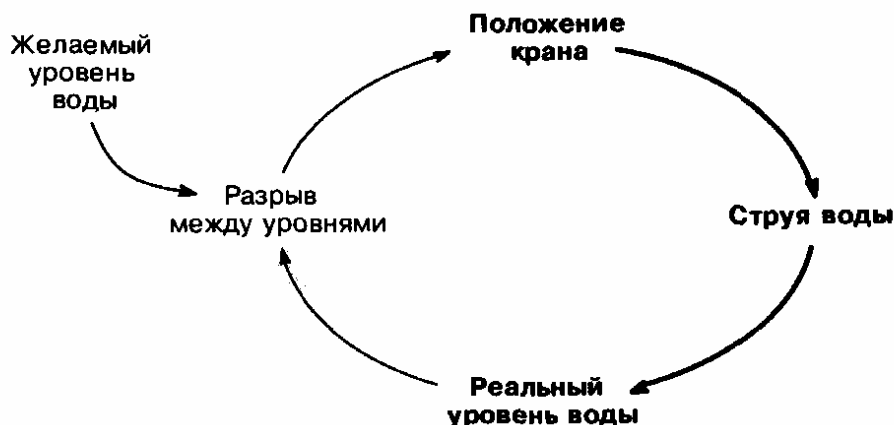 Желаемый
уровень
воды
Положение
крана
Разрыв
между уровнями
Струя воды
Реальный
уровень воды